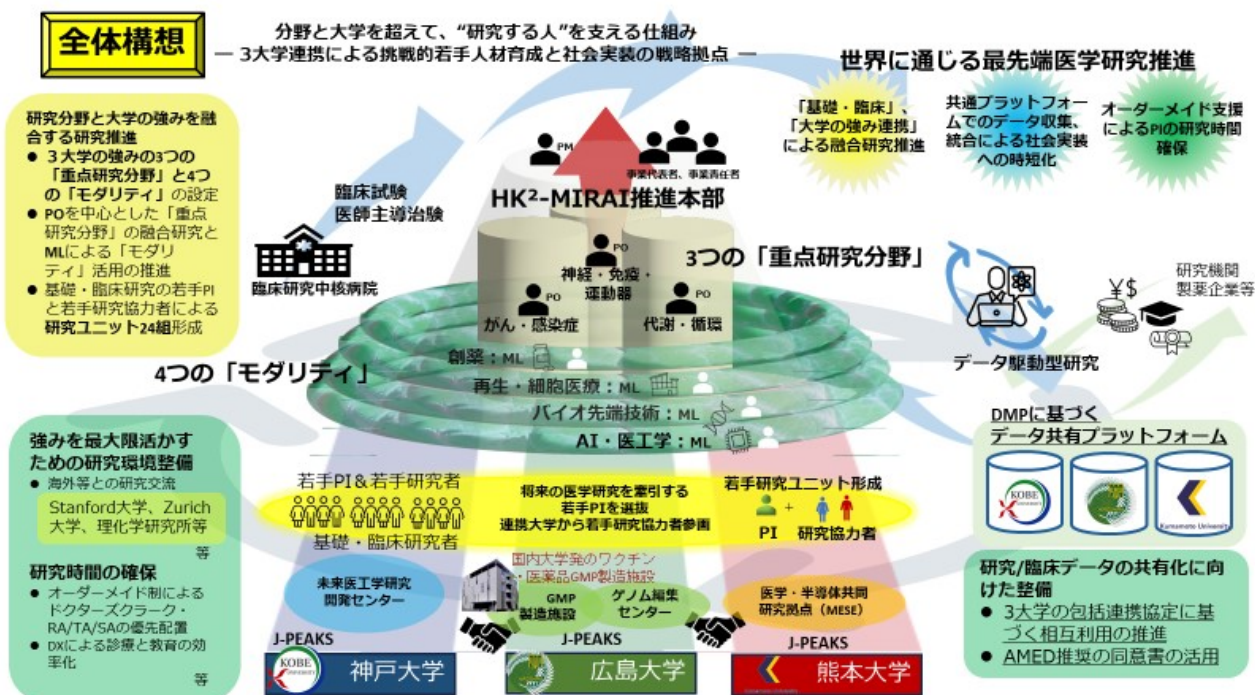 全体構想
分野と大学を超えて、“研究する人”を支える仕組み
― 3大学連携による挑戦的若手人材育成と社会実装の戦略拠点 ―
世界に通じる最先端医学研究推進
「基礎・臨床」、
「大学の強み連携」
による融合研究推進
共通プラットフォー
ムでのデータ収集、
統合による社会実装
への時短化
オーダーメイド支援
によるPIの研究時間
確保
研究分野と大学の強みを融
合する研究推進
● 3大学の強みの3つの
「重点研究分野」と4つ
の「モダリティ」の設定
● POを中心とした「重点
研究分野」の融合研究と
MLによる「モダリ
ティ」活用の推進
● 基礎・臨床研究の若手PI
と若手研究協力者による
研究ユニット24組形成
臨床試験
医師主導治験
臨床研究中核病院
PM
事業代表者、事業責任者
HK²-MIRAI推進本部
3つの「重点研究分野」
PO
神経・免疫・
運動器
PO
がん・感染症
PO
代謝・循環
4つの「モダリティ」
創薬：ML
再生・細胞医療：ML
バイオ先端技術：ML
AI・医工学：ML
データ駆動型研究
¥$
研究機関
製薬企業等
DMPに基づく
データ共有プラットフォーム
KOBE
UNIVERSITY
Kumamoto University
強みを最大限活かす
ための研究環境整備
● 海外等との研究交流
Stanford大学、Zurich
大学、理化学研究所等
等
研究時間の確保
● オーダーメイド制による
ドクターズクラーク・
RA/TA/SAの優先配置
● DXによる診療と教育の効
率化
等
若手PI＆若手研究者
基礎・臨床研究者
将来の医学研究を牽引する
若手PIを選抜
連携大学から若手研究協力者参画
若手研究ユニット形成
+
PI 研究協力者
未来医工学研究
開発センター
国内大学発のワクチン
・医薬品GMP製造施設
GMP
製造施設
ゲノム編集
センター
医学・半導体共同
研究拠点（MESE）
J-PEAKS
J-PEAKS
J-PEAKS
KOBE
UNIVERSITY
神戸大学
広島大学
Kumamoto University
熊本大学
研究/臨床データの共有化に向
けた整備
● 3大学の包括連携協定に基
づく相互利用の推進
● AMED推奨の同意書の活用